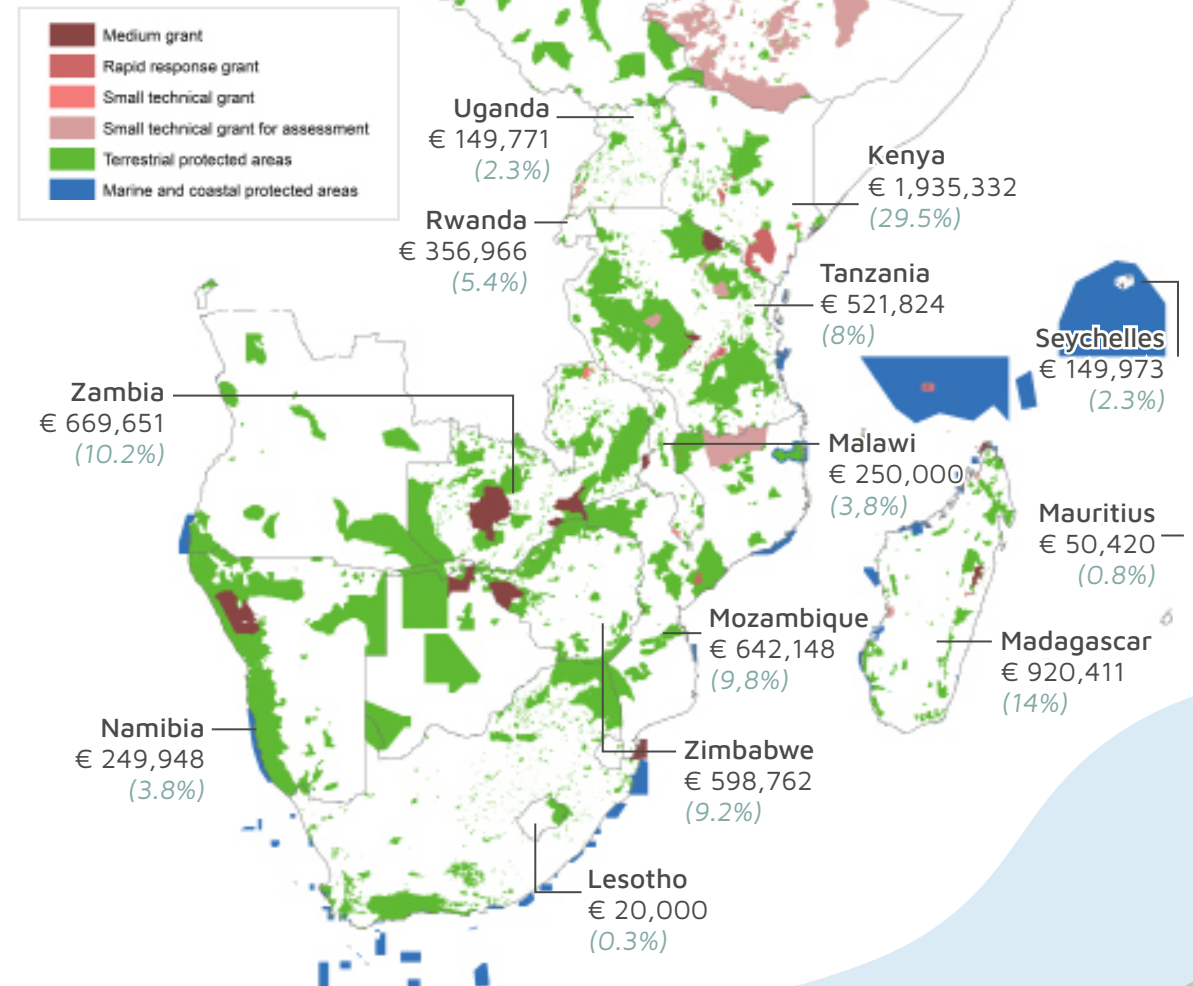 Medium grant
Rapid response grant
Small technical grant
Small technical grant for assessment
Terrestrial protected areas
Marine and coastal protected areas
Uganda
€ 149,771
(2.3%)
Kenya
€ 1,935,332
(29.5%)
Rwanda
€ 356,966
(5.4%)
Tanzania
€ 521,824
(8%)
Seychelles
€ 149,973
(2.3%)
Zambia
€ 669,651
(10.2%)
Malawi
€ 250,000
(3,8%)
Mauritius
€ 50,420
(0.8%)
Mozambique
€ 642,148
(9,8%)
Madagascar
€ 920,411
(14%)
Namibia
€ 249,948
(3.8%)
Zimbabwe
€ 598,762
(9.2%)
Lesotho
€ 20,000
(0.3%)